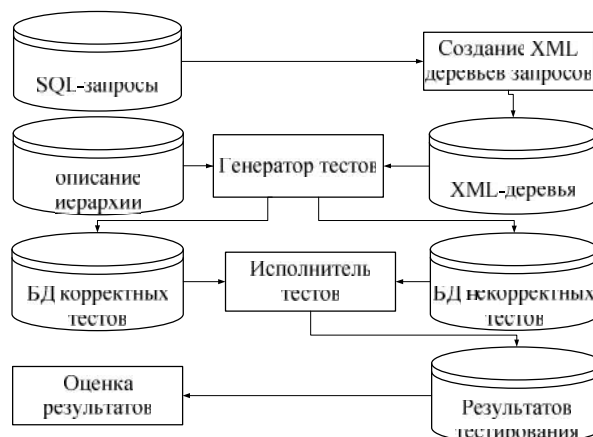 SQL-запросы
Создание XML
деревьев запросов
описание
иерархии
Генератор тестов
XML-деревья
БД корректных
тестов
Исполнитель
тестов
БД некорректных
тестов
Оценка
результатов
Результатов
тестирования